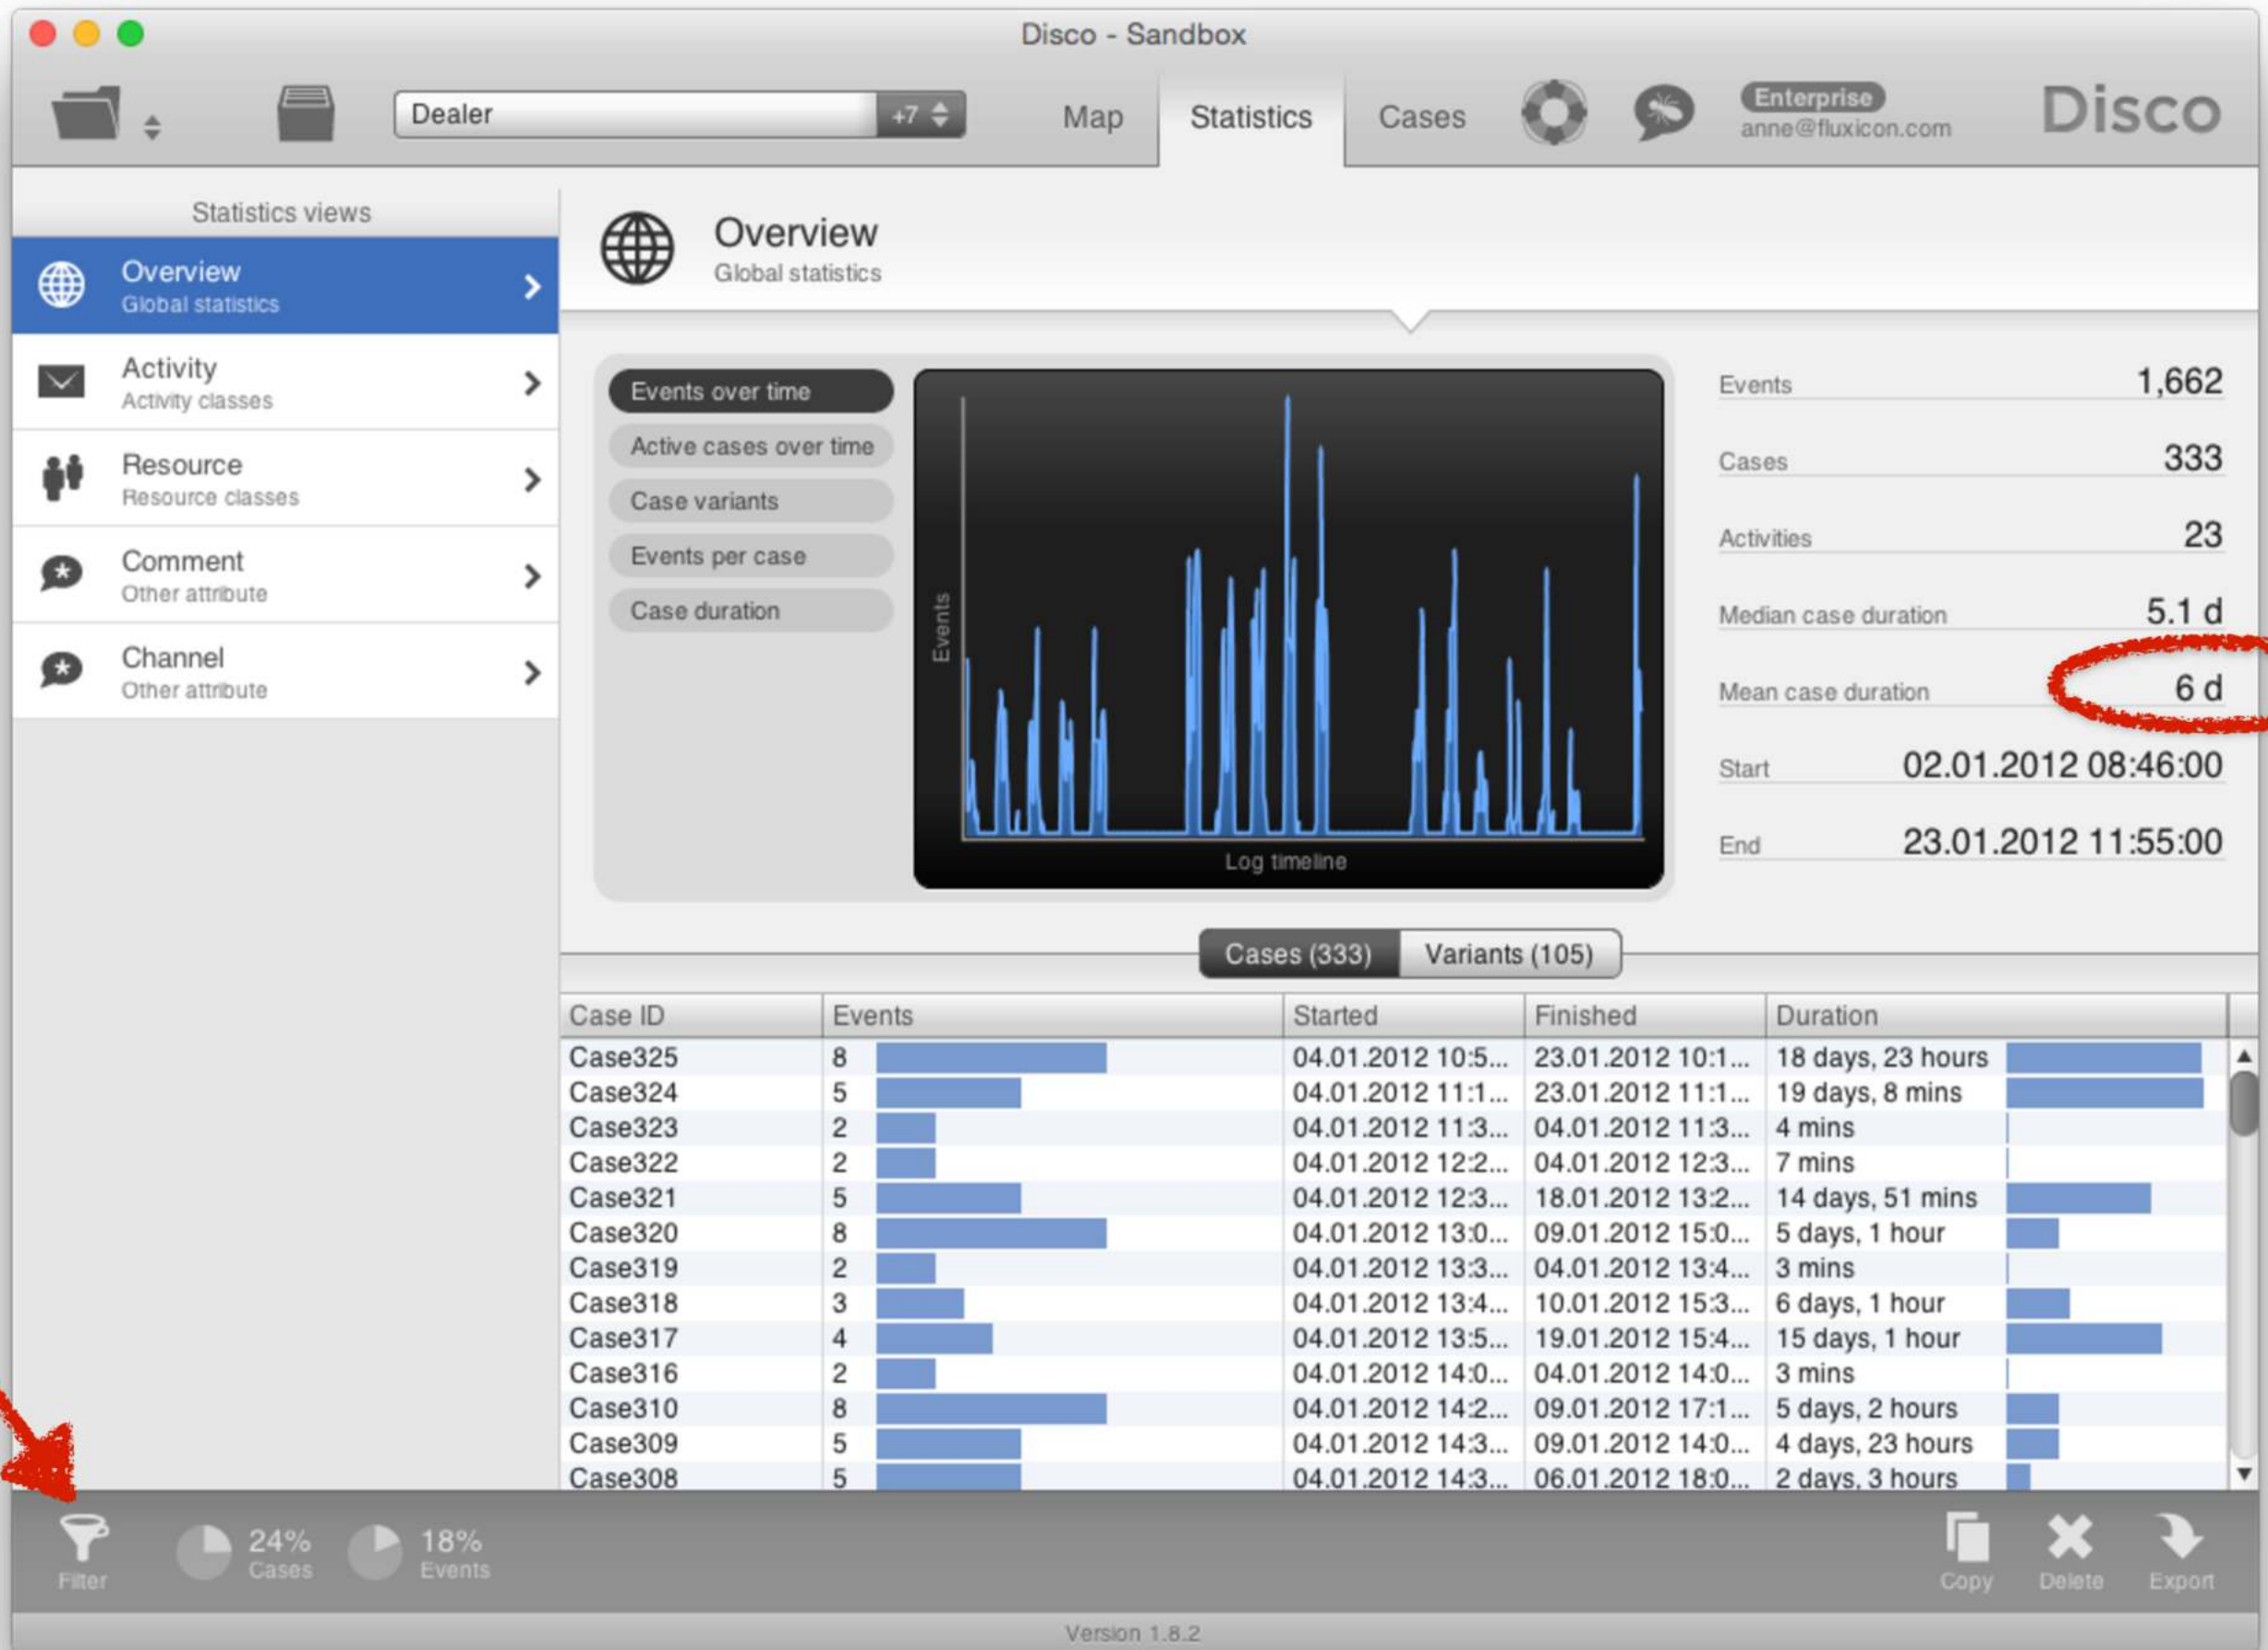 Disco - Sandbox
Dealer +7 Map Statistics Cases Enterprise anne@fluxicon.com Disco
Statistics views
Overview
Global statistics
Activity
Activity classes
Resource
Resource classes
Comment
Other attribute
Channel
Other attribute
Overview
Global statistics
Events over time
Active cases over time
Case variants
Events per case
Case duration
Events
Log timeline
Events 1,662
Cases 333
Activities 23
Median case duration 5.1 d
Mean case duration 6 d
Start 02.01.2012 08:46:00
End 23.01.2012 11:55:00
Cases (333) Variants (105)
Case ID Events Started Finished Duration
Case325 8 04.01.2012 10:5... 23.01.2012 10:1... 18 days, 23 hours
Case324 5 04.01.2012 11:1... 23.01.2012 11:1... 19 days, 8 mins
Case323 2 04.01.2012 11:3... 04.01.2012 11:3... 4 mins
Case322 2 04.01.2012 12:2... 04.01.2012 12:3... 7 mins
Case321 5 04.01.2012 12:3... 18.01.2012 13:2... 14 days, 51 mins
Case320 8 04.01.2012 13:0... 09.01.2012 15:0... 5 days, 1 hour
Case319 2 04.01.2012 13:3... 04.01.2012 13:4... 3 mins
Case318 3 04.01.2012 13:4... 10.01.2012 15:3... 6 days, 1 hour
Case317 4 04.01.2012 13:5... 19.01.2012 15:4... 15 days, 1 hour
Case316 2 04.01.2012 14:0... 04.01.2012 14:0... 3 mins
Case310 8 04.01.2012 14:2... 09.01.2012 17:1... 5 days, 2 hours
Case309 5 04.01.2012 14:3... 09.01.2012 14:0... 4 days, 23 hours
Case308 5 04.01.2012 14:3... 06.01.2012 18:0... 2 days, 3 hours
Filter 24% Cases 18% Events Copy Delete Export
Version 1.8.2